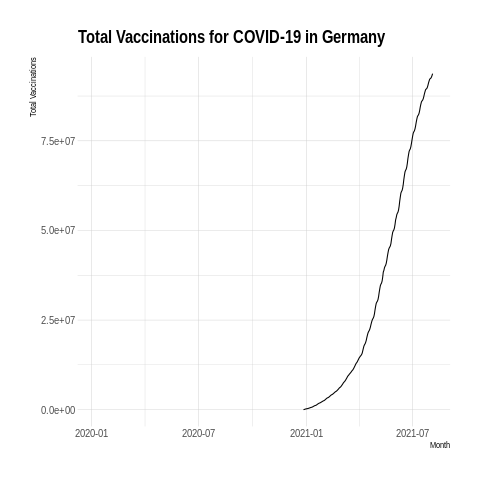 Total Vaccinations for COVID-19 in Germany
Total Vaccinations
7.5e+07
5.0e+07
2.5e+07
0.0e+00
2020-01 2020-07 2021-01 2021-07
Month